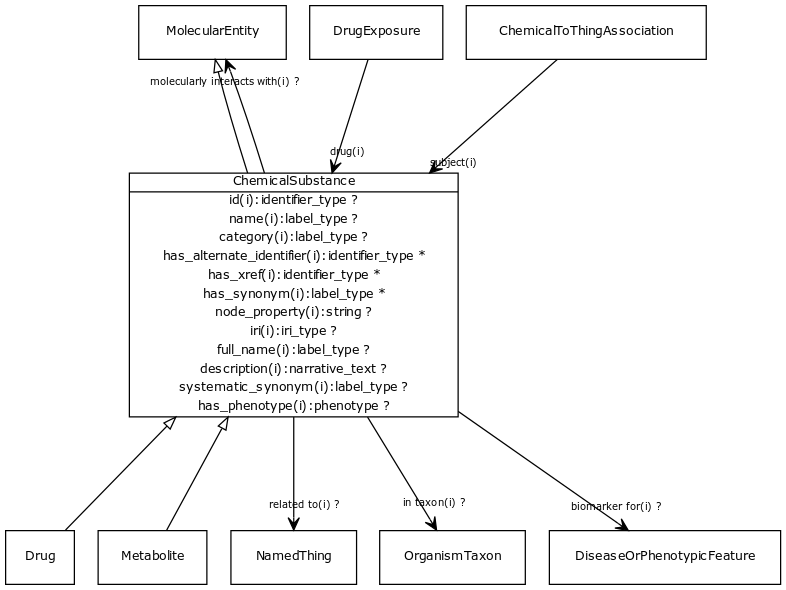 MolecularEntity
DrugExposure
ChemicalToThingAssociation
molecularly interacts with(i) ?
drug(i)
subject(i)
ChemicalSubstance
id(i):identifier_type ?
name(i):label_type ?
category(i):label_type ?
has_alternate_identifier(i):identifier_type *
has_xref(i):identifier_type *
has_synonym(i):label_type *
node_property(i):string ?
iri(i):iri_type ?
full_name(i):label_type ?
description(i):narrative_text ?
systematic_synonym(i):label_type ?
has_phenotype(i):phenotype ?
related to(i) ?
in taxon(i) ?
biomarker for(i) ?
Drug
Metabolite
NamedThing
OrganismTaxon
DiseaseOrPhenotypicFeature